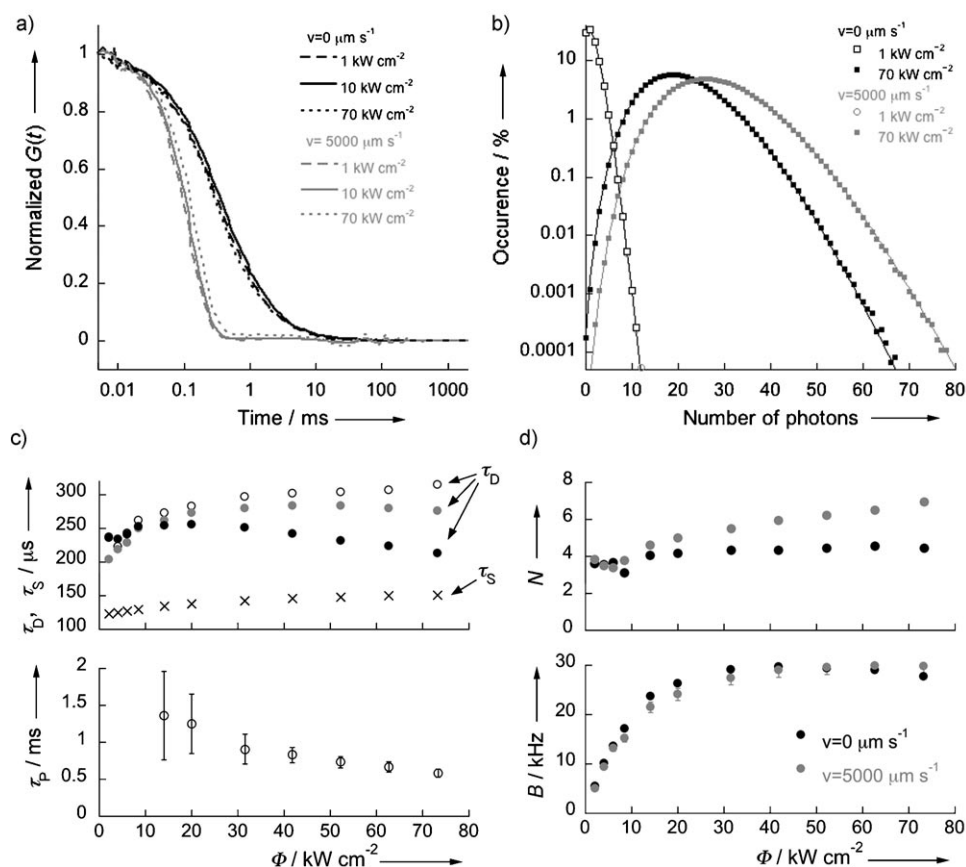 a)
v=0 μm s⁻¹
1 kW cm⁻²
10 kW cm⁻²
70 kW cm⁻²
v= 5000 μm s⁻¹
1 kW cm⁻²
10 kW cm⁻²
70 kW cm⁻²
Normalized G(t)
1
0.8
0.6
0.4
0.2
0
0.01 0.1 1 10 100 1000
Time / ms
b)
v=0 μm s⁻¹
1 kW cm⁻²
70 kW cm⁻²
v=5000 μm s⁻¹
1 kW cm⁻²
70 kW cm⁻²
Occurence / %
10
1
0.1
0.01
0.001
0.0001
0 10 20 30 40 50 60 70 80
Number of photons
c)
τD
τS
τD, τS / μs
300
250
200
150
100
τP / ms
2
1.5
1
0.5
0
0 10 20 30 40 50 60 70 80
Φ / kW cm⁻²
d)
N
8
6
4
2
0
B / kHz
30
20
10
0
v=0 μm s⁻¹
v=5000 μm s⁻¹
0 10 20 30 40 50 60 70 80
Φ / kW cm⁻²